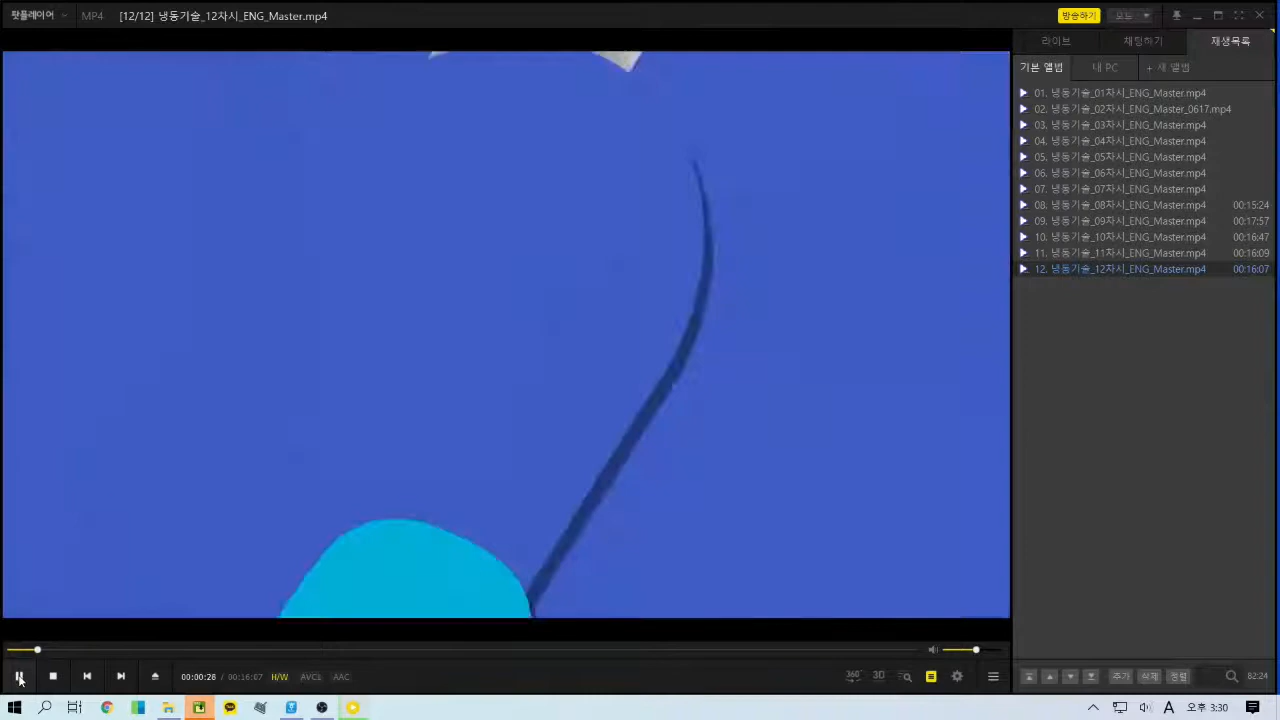 팟플레이어 MP4 [12/12] 냉동기술_12차시_ENG_Master.mp4 방송하기 모든
라이브 채팅하기 재생목록
기본 앨범 내 PC + 새 앨범
01. 냉동기술_01차시_ENG_Master.mp4
02. 냉동기술_02차시_ENG_Master_0617.mp4
03. 냉동기술_03차시_ENG_Master.mp4
04. 냉동기술_04차시_ENG_Master.mp4
05. 냉동기술_05차시_ENG_Master.mp4
06. 냉동기술_06차시_ENG_Master.mp4
07. 냉동기술_07차시_ENG_Master.mp4
08. 냉동기술_08차시_ENG_Master.mp4 00:15:24
09. 냉동기술_09차시_ENG_Master.mp4 00:17:57
10. 냉동기술_10차시_ENG_Master.mp4 00:16:47
11. 냉동기술_11차시_ENG_Master.mp4 00:16:09
12. 냉동기술_12차시_ENG_Master.mp4 00:16:07
00:00:28 / 00:16:07 H/W AVC1 AAC 360° 3D 추가 삭제 정렬 82:24
A 오후 3:30